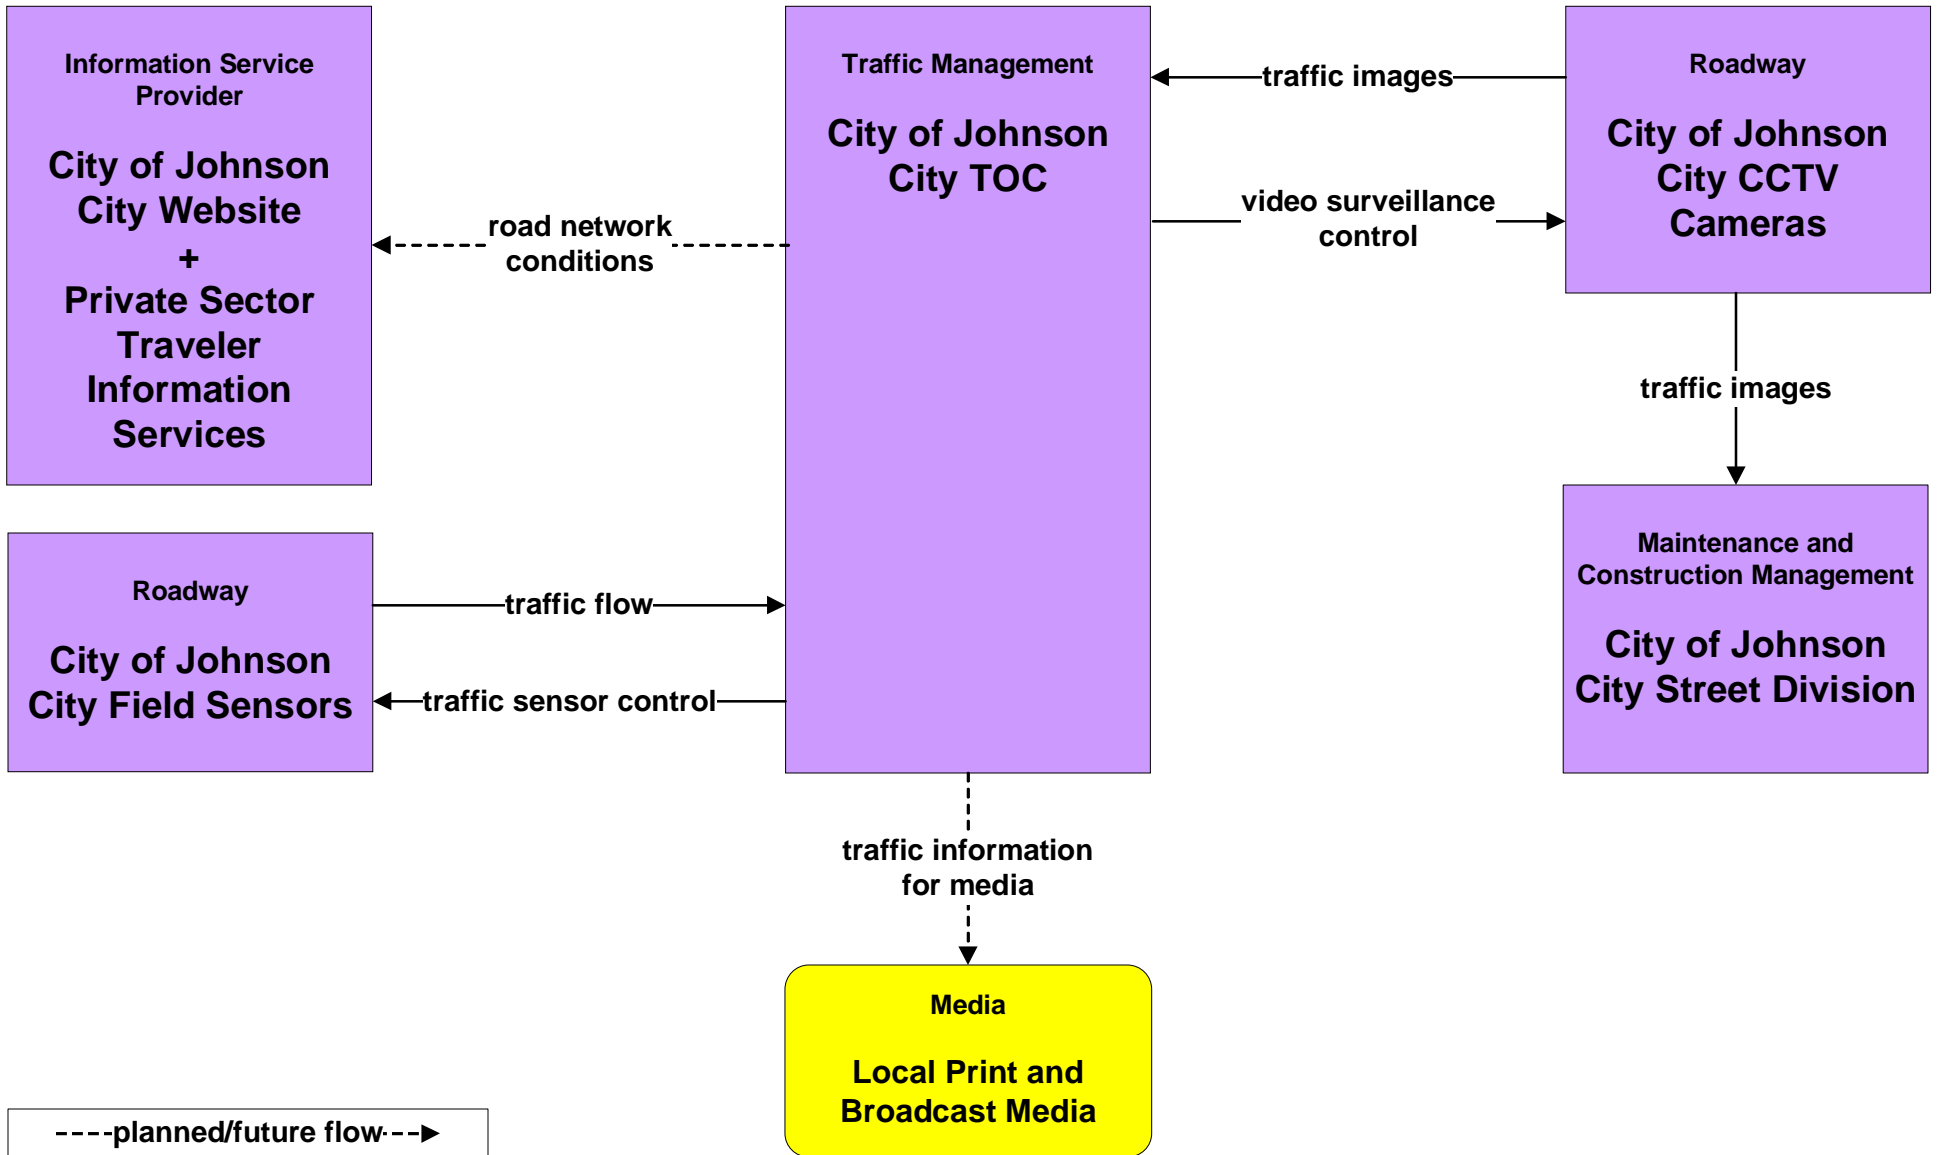 Information Service
Provider
City of Johnson
City Website
+
Private Sector
Traveler
Information
Services
Traffic Management
City of Johnson
City TOC
Roadway
City of Johnson
City CCTV
Cameras
traffic images
video surveillance
control
road network
conditions
traffic images
Roadway
City of Johnson
City Field Sensors
traffic flow
traffic sensor control
Maintenance and
Construction Management
City of Johnson
City Street Division
traffic information
for media
Media
Local Print and
Broadcast Media
planned/future flow